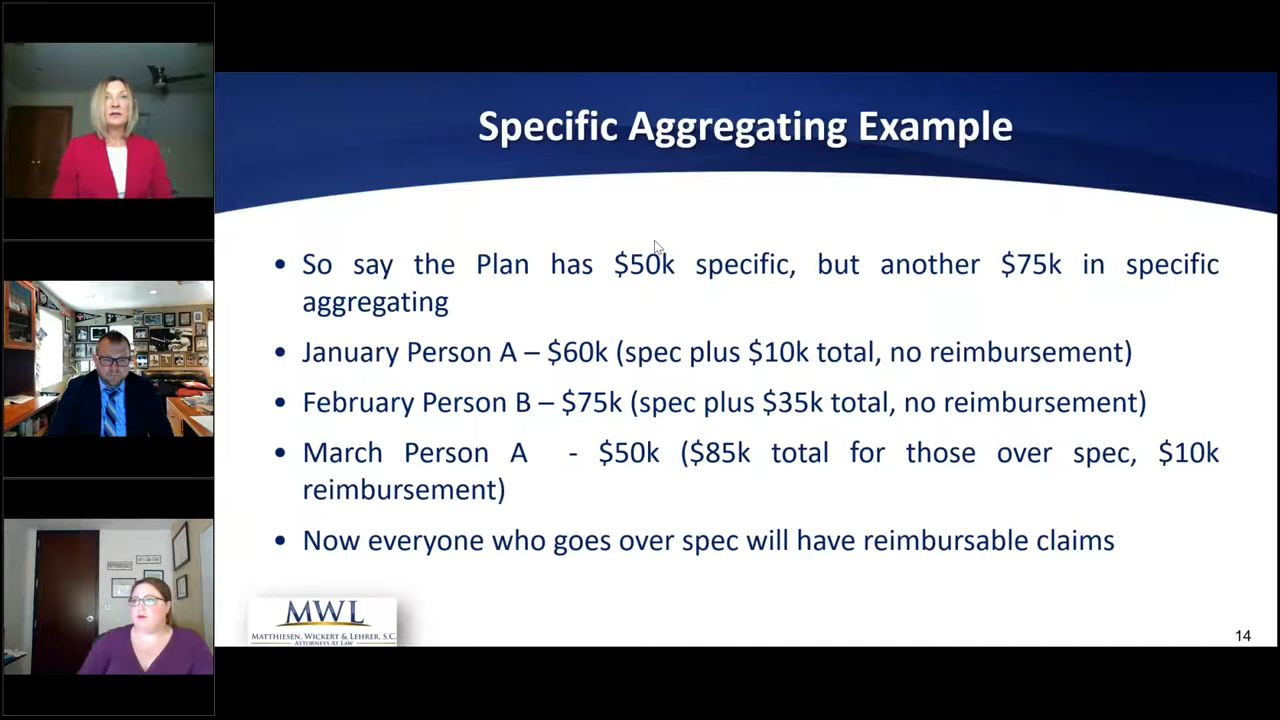 Specific Aggregating Example
• So say the Plan has $50k specific, but another $75k in specific
aggregating
• January Person A – $60k (spec plus $10k total, no reimbursement)
• February Person B – $75k (spec plus $35k total, no reimbursement)
• March Person A - $50k ($85k total for those over spec, $10k
reimbursement)
• Now everyone who goes over spec will have reimbursable claims
MWL
MATTHIESEN, WICKERT & LEHRER, S.C.
ATTORNEYS AT LAW
14